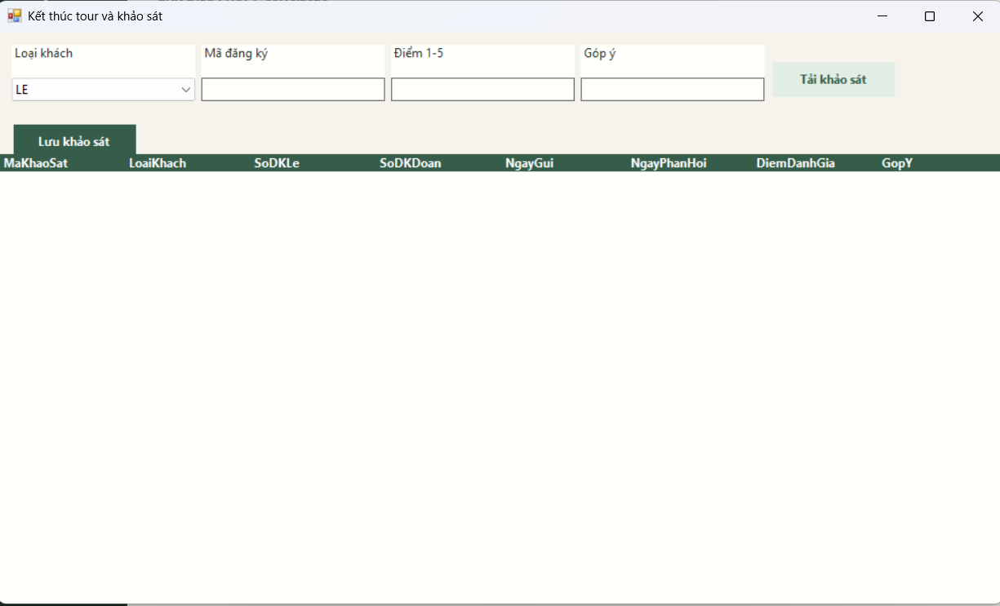 Kết thúc tour và khảo sát
Loại khách Mã đăng ký Điểm 1-5 Góp ý
LE
Tải khảo sát
Lưu khảo sát
MaKhaoSat LoaiKhach SoDKLe SoDKDoan NgayGui NgayPhanHoi DiemDanhGia GopY